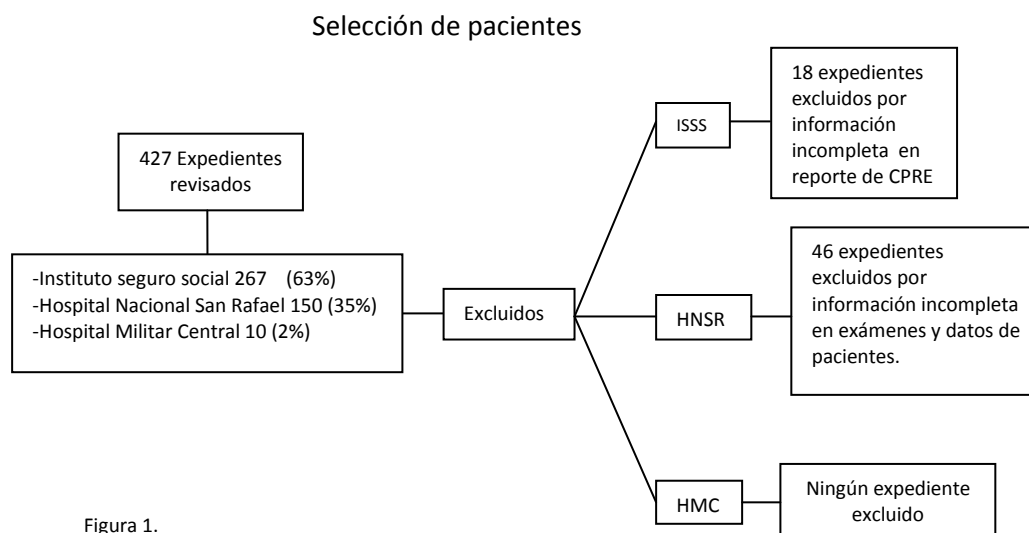 Selección de pacientes
427 Expedientes
revisados
-Instituto seguro social 267 (63%)
-Hospital Nacional San Rafael 150 (35%)
-Hospital Militar Central 10 (2%)
Excluidos
ISSS
18 expedientes
excluidos por
información
incompleta en
reporte de CPRE
HNSR
46 expedientes
excluidos por
información incompleta
en exámenes y datos de
pacientes.
HMC
Ningún expediente
excluido
Figura 1.